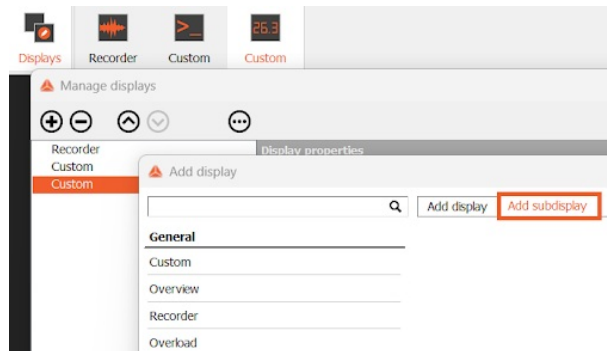 26.3
Displays Recorder Custom Custom
Manage displays
Recorder
Display properties
Custom
Custom
Add display
Add display Add subdisplay
General
Custom
Overview
Recorder
Overload